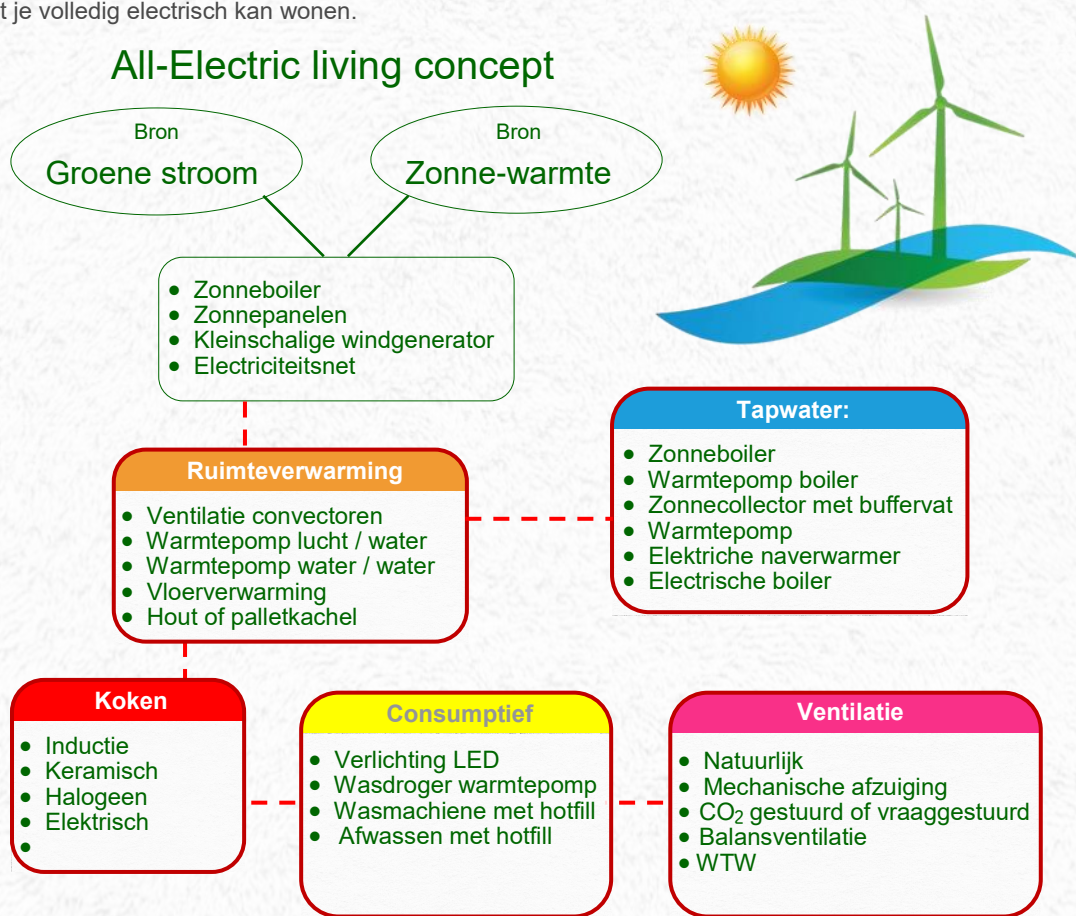 t je volledig electrisch kan wonen.
All-Electric living concept
Bron
Groene stroom
Bron
Zonne-warmte
• Zonneboiler
• Zonnepanelen
• Kleinschalige windgenerator
• Electriciteitsnet
Tapwater:
• Zonneboiler
• Warmtepomp boiler
• Zonnecollector met buffervat
• Warmtepomp
• Elektriche naverwarmer
• Electrische boiler
Ruimteverwarming
• Ventilatie convectoren
• Warmtepomp lucht / water
• Warmtepomp water / water
• Vloerverwarming
• Hout of palletkachel
Koken
• Inductie
• Keramisch
• Halogeen
• Elektrisch
•
Consumptief
• Verlichting LED
• Wasdroger warmtepomp
• Wasmachiene met hotfill
• Afwassen met hotfill
Ventilatie
• Natuurlijk
• Mechanische afzuiging
• CO₂ gestuurd of vraaggestuurd
• Balansventilatie
• WTW